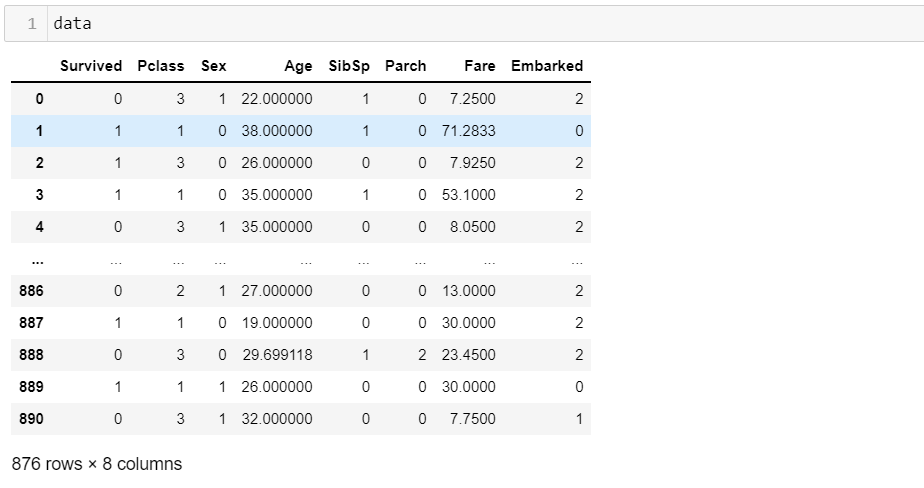 1 data
Survived Pclass Sex Age SibSp Parch Fare Embarked
0 0 3 1 22.000000 1 0 7.2500 2
1 1 1 0 38.000000 1 0 71.2833 0
2 1 3 0 26.000000 0 0 7.9250 2
3 1 1 0 35.000000 1 0 53.1000 2
4 0 3 1 35.000000 0 0 8.0500 2
... ... ... ... ... ... ... ... ...
886 0 2 1 27.000000 0 0 13.0000 2
887 1 1 0 19.000000 0 0 30.0000 2
888 0 3 0 29.699118 1 2 23.4500 2
889 1 1 1 26.000000 0 0 30.0000 0
890 0 3 1 32.000000 0 0 7.7500 1
876 rows × 8 columns